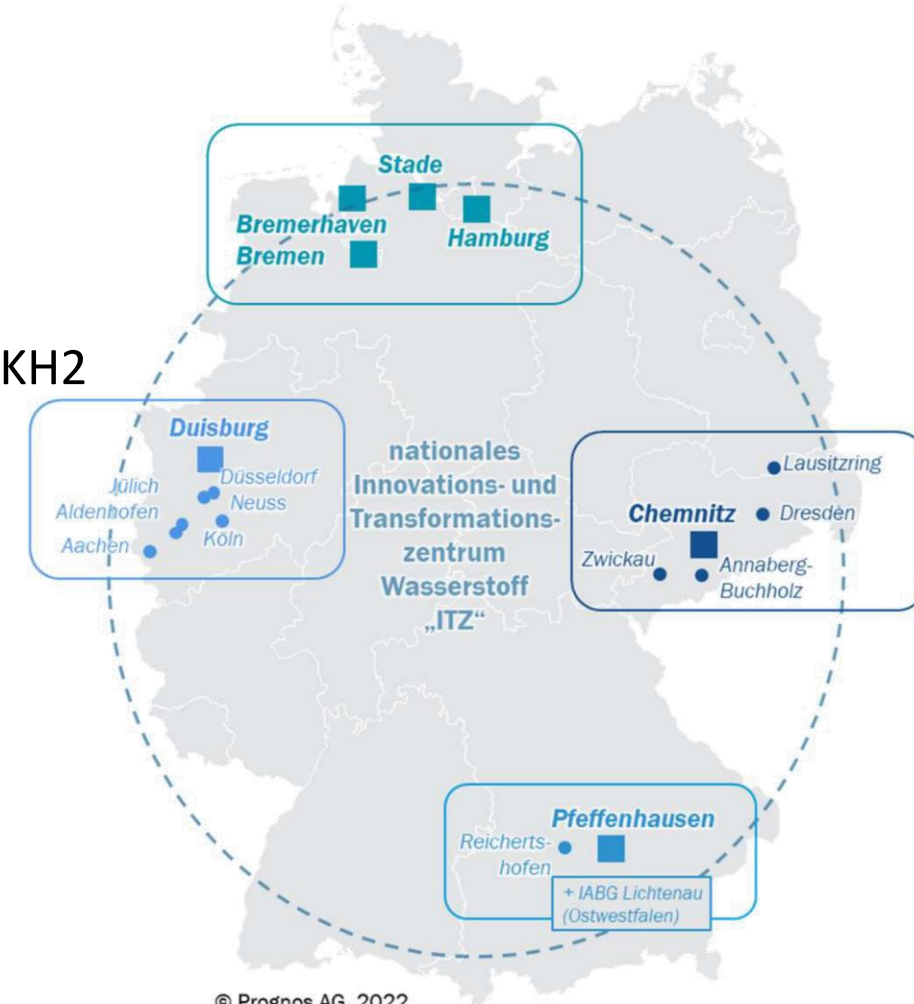 Stade
Bremerhaven
Hamburg
Bremen
KH2
Duisburg
Düsseldorf
Jülich
Neuss
Aldenhofen
Köln
Aachen
nationales
Innovations- und
Transformations-
zentrum
Wasserstoff
„ITZ“
Lausitzring
Chemnitz
Dresden
Zwickau
Annaberg-
Buchholz
Pfeffenhausen
Reicherts-
hofen
+ IABG Lichtenau
(Ostwestfalen)
© Prognos AG, 2022